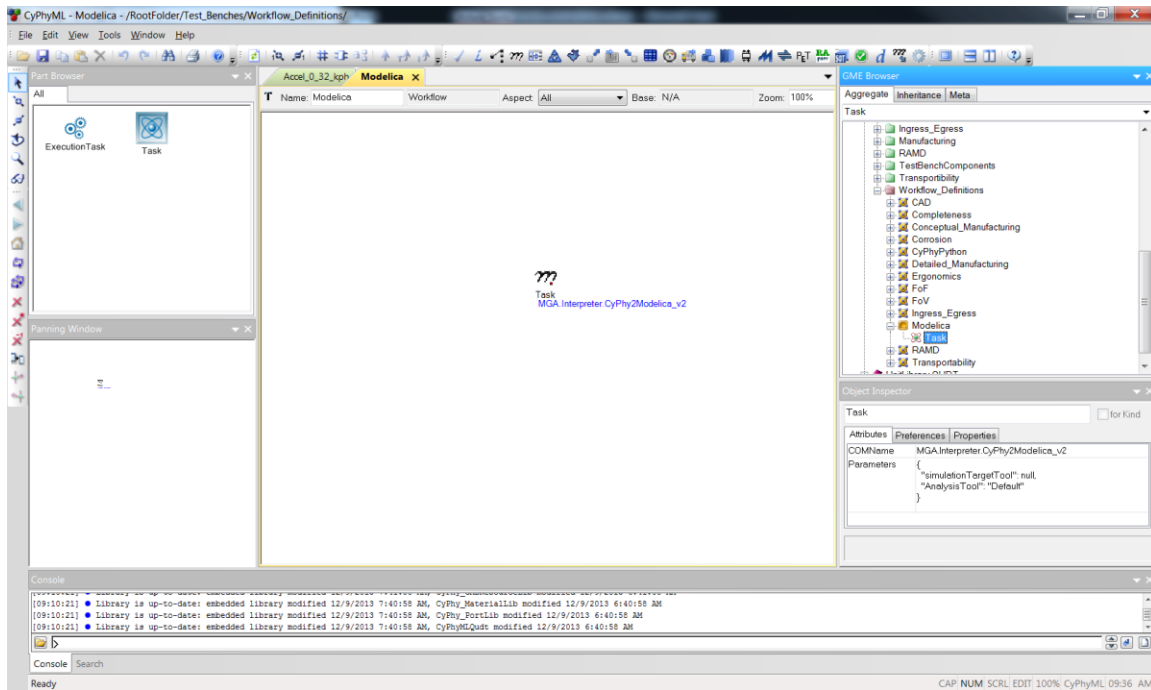 CyPhyML - Modelica - /RootFolder/Test_Benches/Workflow_Definitions/
File Edit View Tools Window Help
Part Browser
All
ExecutionTask
Task
Panning Window
Accel_0_32_kph
Modelica
Name: Modelica Workflow Aspect: All Base: N/A Zoom: 100%
Task
MGA.Interpreter.CyPhy2Modelica_v2
GME Browser
Aggregate Inheritance Meta
Task
Ingress_Egress
Manufacturing
RAMD
TestBenchComponents
Transportibility
Workflow_Definitions
CAD
Completeness
Conceptual_Manufacturing
Corrosion
CyPhyPython
Detailed_Manufacturing
Ergonomics
FoF
FoV
Ingress_Egress
Modelica
Task
RAMD
Transportability
Object Inspector
Task
for Kind
Attributes Preferences Properties
COMName MGA.Interpreter.CyPhy2Modelica_v2
Parameters {
"simulationTargetTool": null,
"AnalysisTool": "Default"
}
Console
[09:10:21] Library is up-to-date: embedded library modified 12/9/2013 7:40:58 AM, CyPhy_MaterialLib modified 12/9/2013 6:40:58 AM
[09:10:21] Library is up-to-date: embedded library modified 12/9/2013 7:40:58 AM, CyPhy_PortLib modified 12/9/2013 6:40:58 AM
[09:10:21] Library is up-to-date: embedded library modified 12/9/2013 7:40:58 AM, CyPhyMLQudt modified 12/9/2013 6:40:58 AM
Console Search
Ready
CAP NUM SCRL EDIT 100% CyPhyML 09:36 AM